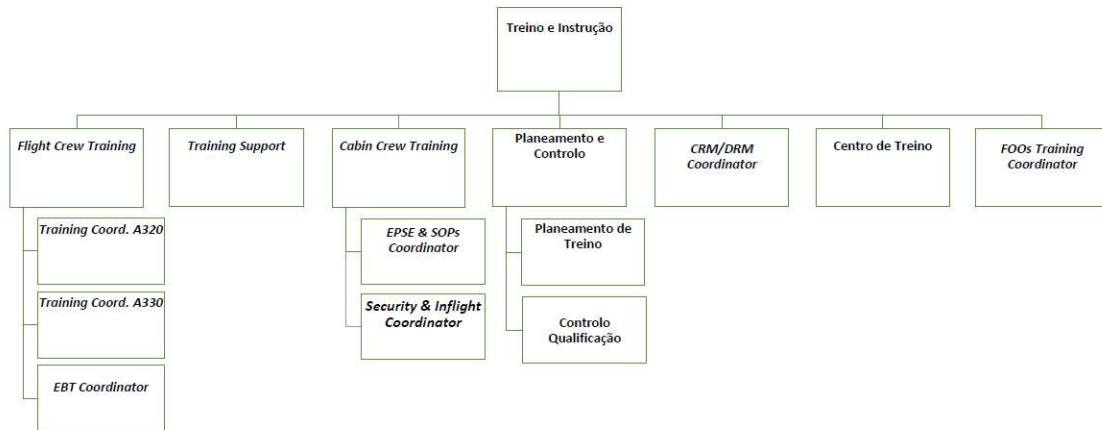 Treino e Instrução
Flight Crew Training
Training Support
Cabin Crew Training
Planeamento e
Controlo
CRM/DRM
Coordinator
Centro de Treino
FOOs Training
Coordinator
Training Coord. A320
Training Coord. A330
EBT Coordinator
EPSE & SOPs
Coordinator
Security & Inflight
Coordinator
Planeamento de
Treino
Controlo
Qualificação